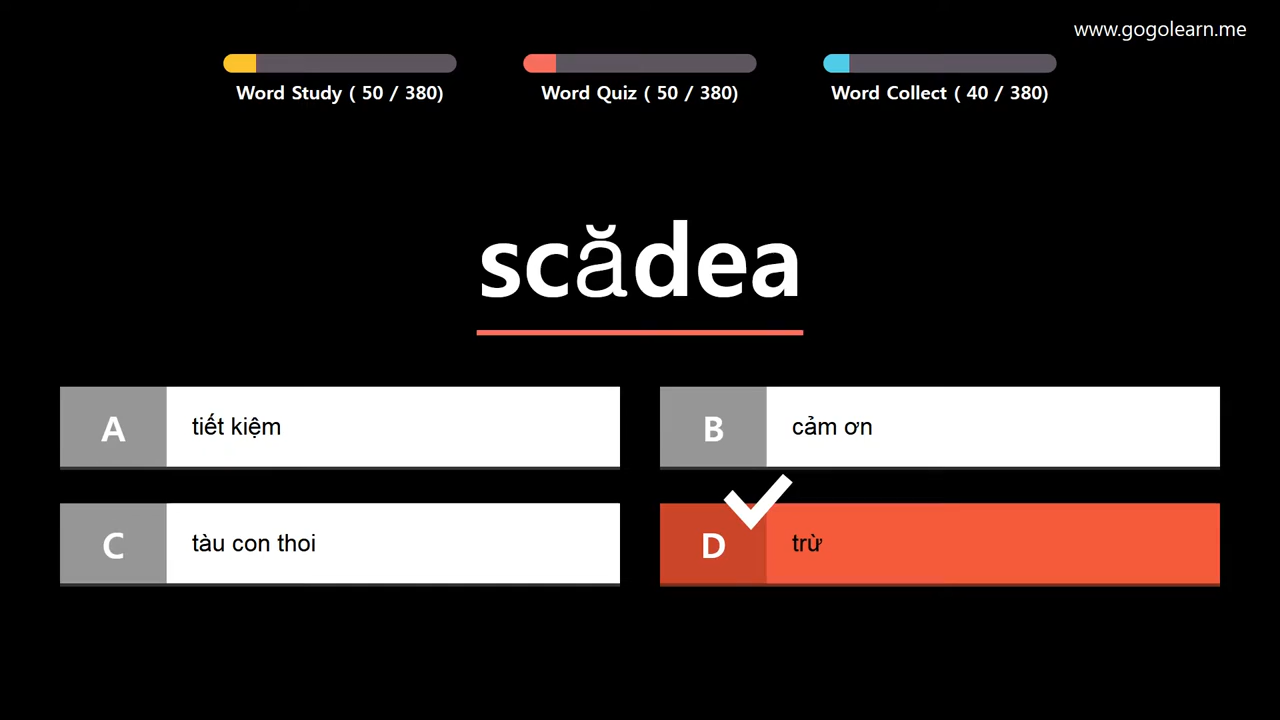 www.gogolearn.me
Word Study ( 50 / 380)
Word Quiz ( 50 / 380)
Word Collect ( 40 / 380)
scădea
A tiết kiệm
B cảm ơn
C tàu con thoi
D trừ